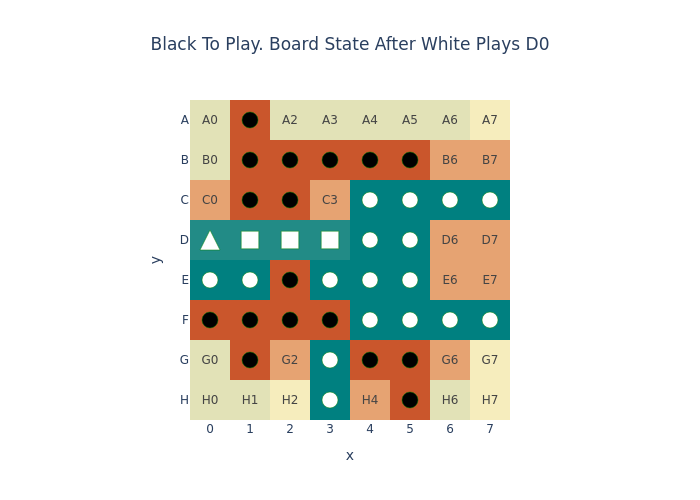 Black To Play. Board State After White Plays D0
A A0 A2 A3 A4 A5 A6 A7
B B0 B6 B7
C C0 C3
D D6 D7
E E6 E7
F
G G0 G2 G6 G7
H H0 H1 H2 H4 H6 H7
0 1 2 3 4 5 6 7
x
y